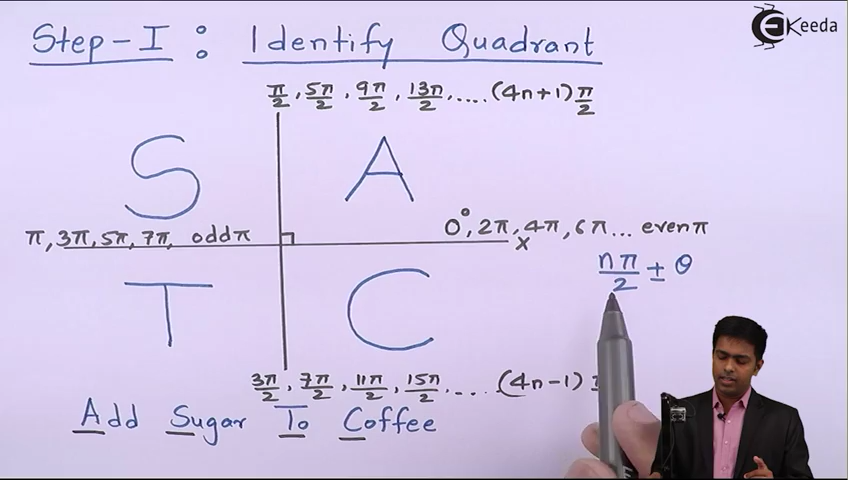 Step-I : Identify Quadrant
Keeda
π/2, 5π/2, 9π/2, 13π/2, .... (4n+1)π/2
S A
π, 3π, 5π, 7π, oddπ
0°, 2π, 4π, 6π... evenπ
X
nπ/2 ± θ
T C
3π/2, 7π/2, 11π/2, 15π/2, .... (4n-1)
Add Sugar To Coffee